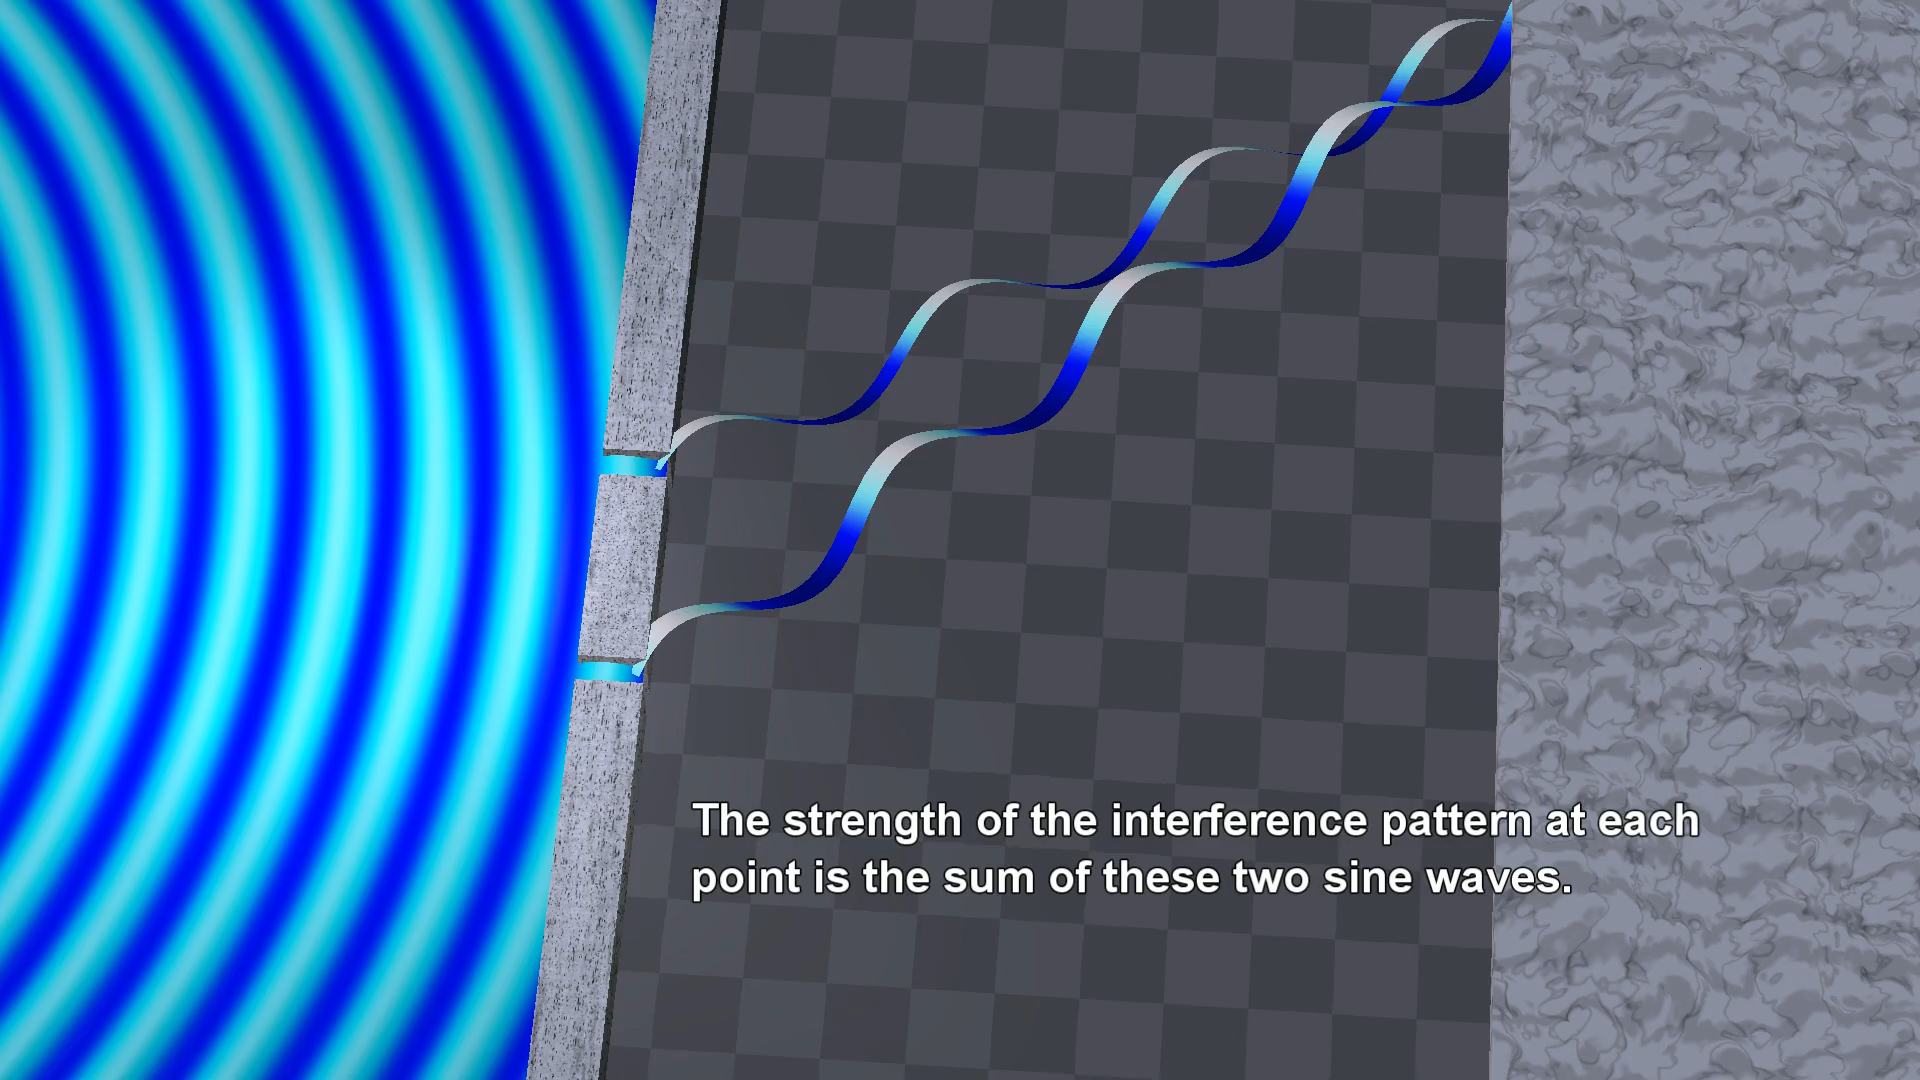 The strength of the interference pattern at each
point is the sum of these two sine waves.